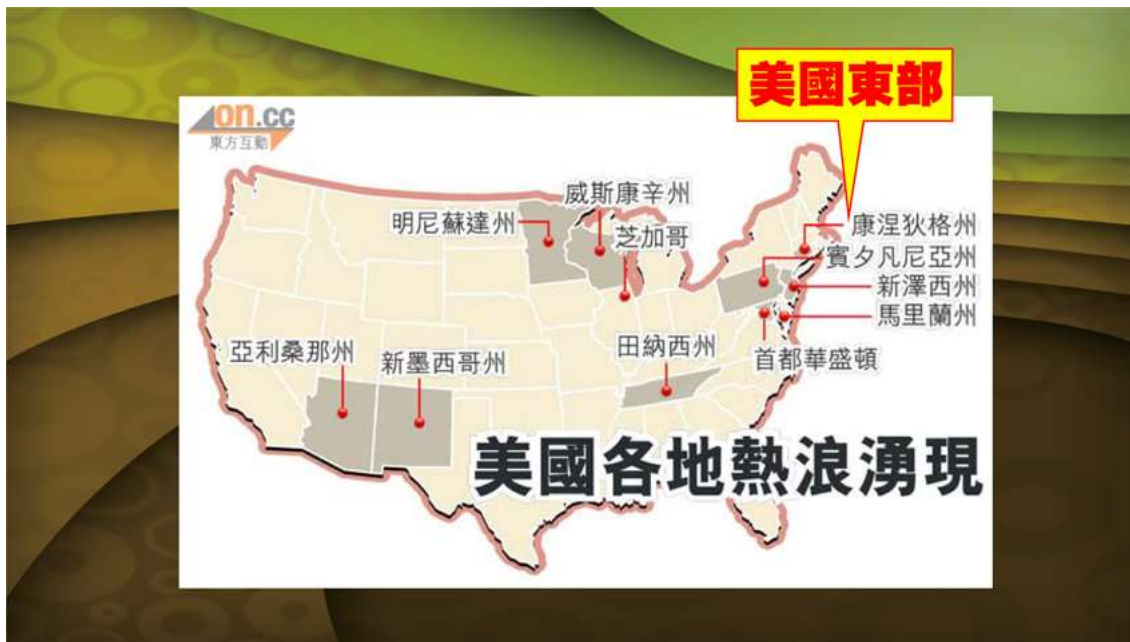 美國東部
on.cc
東方互動
威斯康辛州
明尼蘇達州
芝加哥
康涅狄格州
賓夕凡尼亞州
新澤西州
馬里蘭州
首都華盛頓
田納西州
亞利桑那州
新墨西哥州
美國各地熱浪湧現